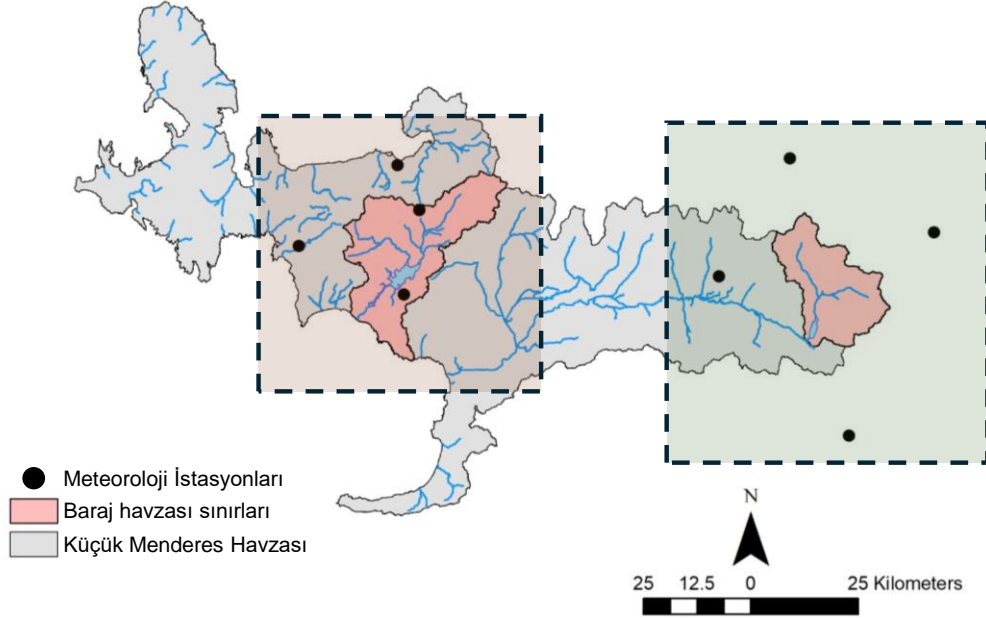 Meteoroloji İstasyonları
Baraj havzası sınırları
Küçük Menderes Havzası
N
25 12.5 0 25 Kilometers